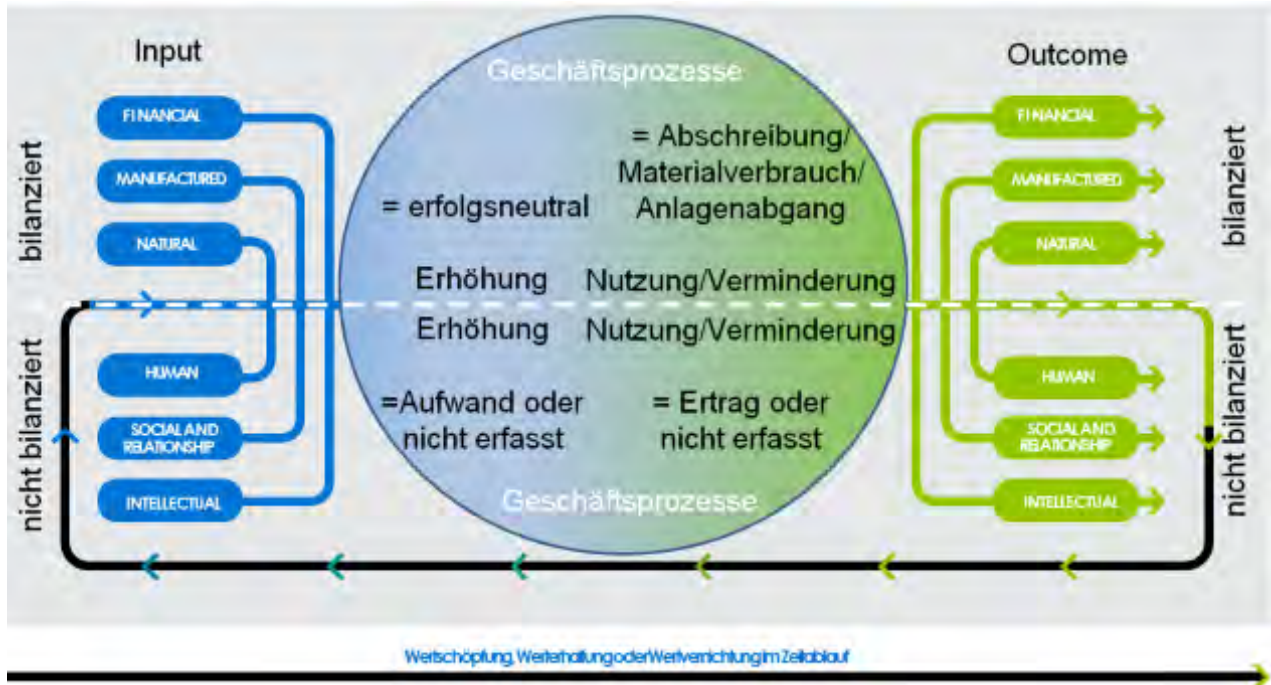 Input
Geschäftsprozesse
Outcome
bilanziert
FINANCIAL
MANUFACTURED
NATURAL
= erfolgsneutral
= Abschreibung/
Materialverbrauch/
Anlagenabgang
FINANCIAL
MANUFACTURED
NATURAL
bilanziert
Erhöhung
Nutzung/Verminderung
Erhöhung
Nutzung/Verminderung
nicht bilanziert
HUMAN
SOCIAL AND
RELATIONSHIP
INTELLECTUAL
=Aufwand oder
nicht erfasst
= Ertrag oder
nicht erfasst
HUMAN
SOCIAL AND
RELATIONSHIP
INTELLECTUAL
nicht bilanziert
Geschäftsprozesse
Wertschöpfung, Werterhaltung oder Wertvernichtung im Zeitablauf